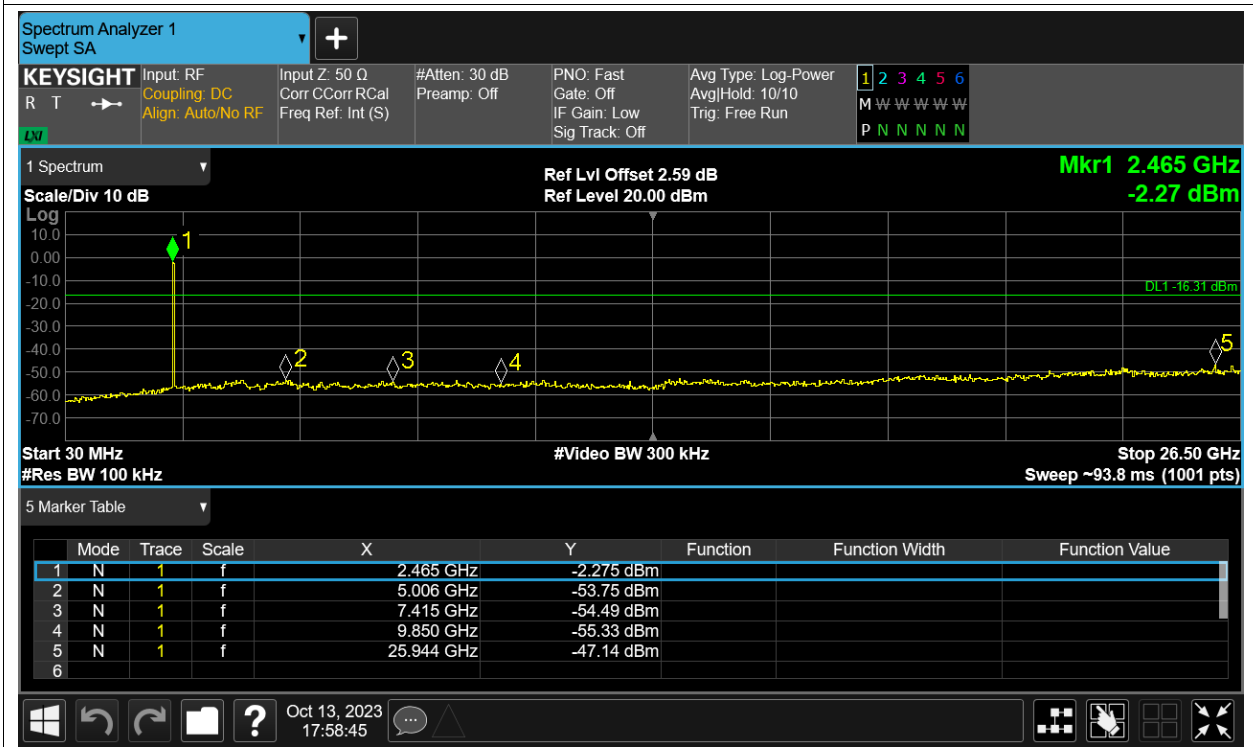 Spectrum Analyzer 1
Swept SA
KEYSIGHT Input: RF Input Z: 50 Ω #Atten: 30 dB PNO: Fast Avg Type: Log-Power 1 2 3 4 5 6
R T Coupling: DC Corr CCorr RCal Preamp: Off Gate: Off Avg|Hold: 10/10 M W W W W W
Align: Auto/No RF Freq Ref: Int (S) IF Gain: Low Trig: Free Run
LXI Sig Track: Off P N N N N N
1 Spectrum Ref Lvl Offset 2.59 dB Mkr1 2.465 GHz
Scale/Div 10 dB Ref Level 20.00 dBm -2.27 dBm
Log
10.0 1
0.00
-10.0 DL1 -16.31 dBm
-20.0
-30.0
-40.0 2 3 4 5
-50.0
-60.0
-70.0
Start 30 MHz #Video BW 300 kHz Stop 26.50 GHz
#Res BW 100 kHz Sweep ~93.8 ms (1001 pts)
5 Marker Table
Mode Trace Scale X Y Function Function Width Function Value
1 N 1 f 2.465 GHz -2.275 dBm
2 N 1 f 5.006 GHz -53.75 dBm
3 N 1 f 7.415 GHz -54.49 dBm
4 N 1 f 9.850 GHz -55.33 dBm
5 N 1 f 25.944 GHz -47.14 dBm
6
? Oct 13, 2023
17:58:45